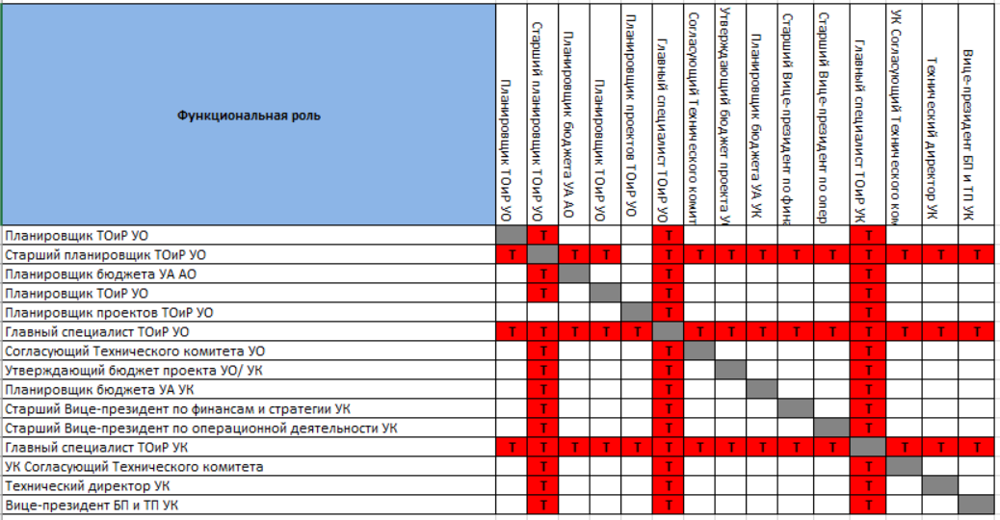 Функциональная роль
Планировщик ТОиР УО
Старший планировщик ТОиР УО
Планировщик бюджета УА АО
Планировщик ТОиР УО
Планировщик проектов ТОиР УО
Главный специалист ТОиР УО
Согласующий Технического комит
Утверждающий бюджет проекта У
Планировщик бюджета УА УК
Старший Вице-президент по фина
Старший Вице-президент по опер
Главный специалист ТОиР УК
УК Согласующий Технического ком
Технический директор УК
Вице-президент БП и ТП УК
Планировщик ТОиР УО Т Т Т
Старший планировщик ТОиР УО Т Т Т Т Т Т Т Т Т Т Т Т Т
Планировщик бюджета УА АО Т Т Т
Планировщик ТОиР УО Т Т Т
Планировщик проектов ТОиР УО Т Т
Главный специалист ТОиР УО Т Т Т Т Т Т Т Т Т Т Т Т Т Т
Согласующий Технического комитета УО Т Т Т
Утверждающий бюджет проекта УО/ УК Т Т Т
Планировщик бюджета УА УК Т Т Т
Старший Вице-президент по финансам и стратегии УК Т Т Т
Старший Вице-президент по операционной деятельности УК Т Т Т
Главный специалист ТОиР УК Т Т Т Т Т Т Т Т Т Т Т Т Т Т
УК Согласующий Технического комитета Т Т Т
Технический директор УК Т Т Т
Вице-президент БП и ТП УК Т Т Т